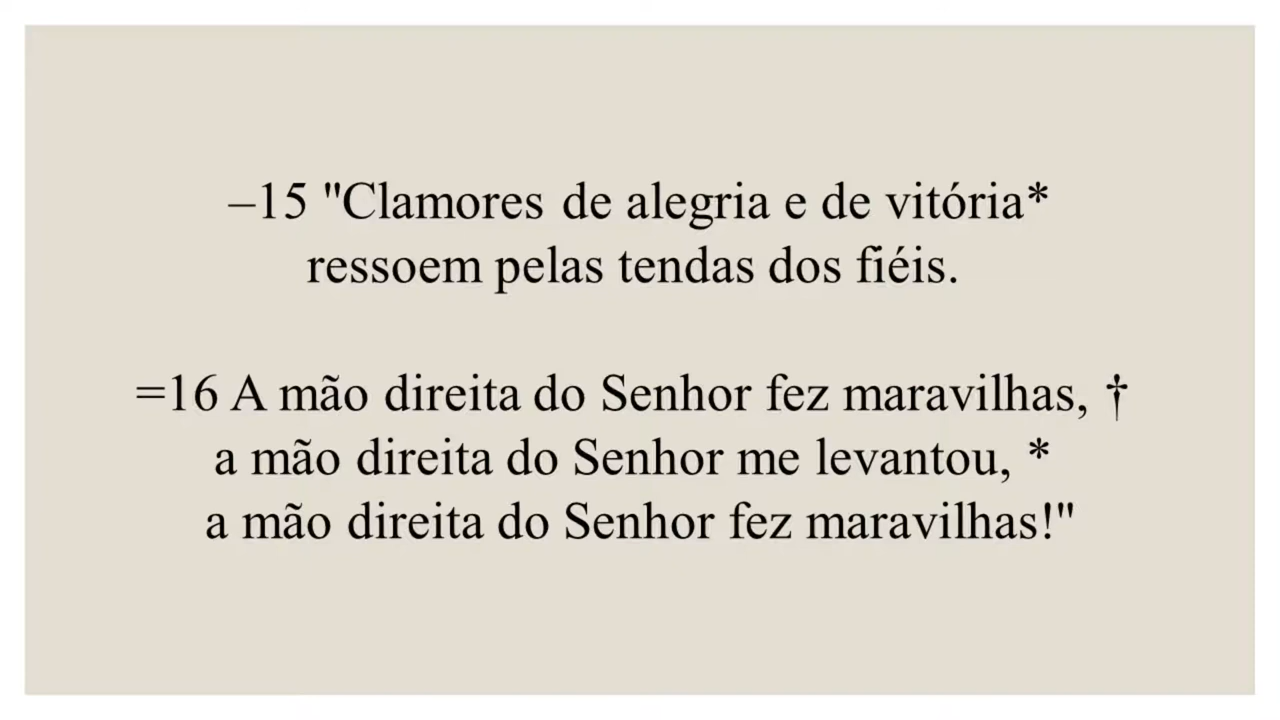 –15 "Clamores de alegria e de vitória*
ressoem pelas tendas dos fiéis.
=16 A mão direita do Senhor fez maravilhas, †
a mão direita do Senhor me levantou, *
a mão direita do Senhor fez maravilhas!"